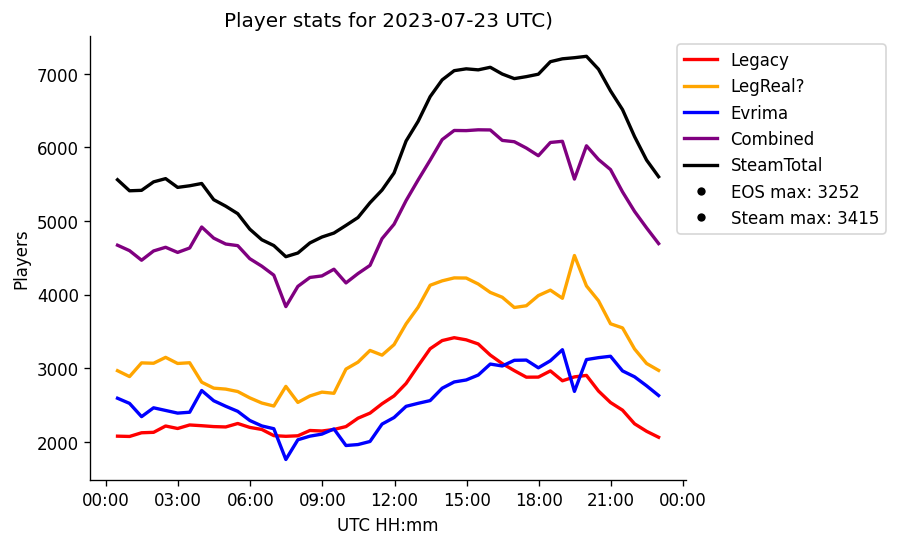 Player stats for 2023-07-23 UTC)
Players
7000
6000
5000
4000
3000
2000
00:00 03:00 06:00 09:00 12:00 15:00 18:00 21:00 00:00
UTC HH:mm
Legacy
LegReal?
Evrima
Combined
SteamTotal
EOS max: 3252
Steam max: 3415